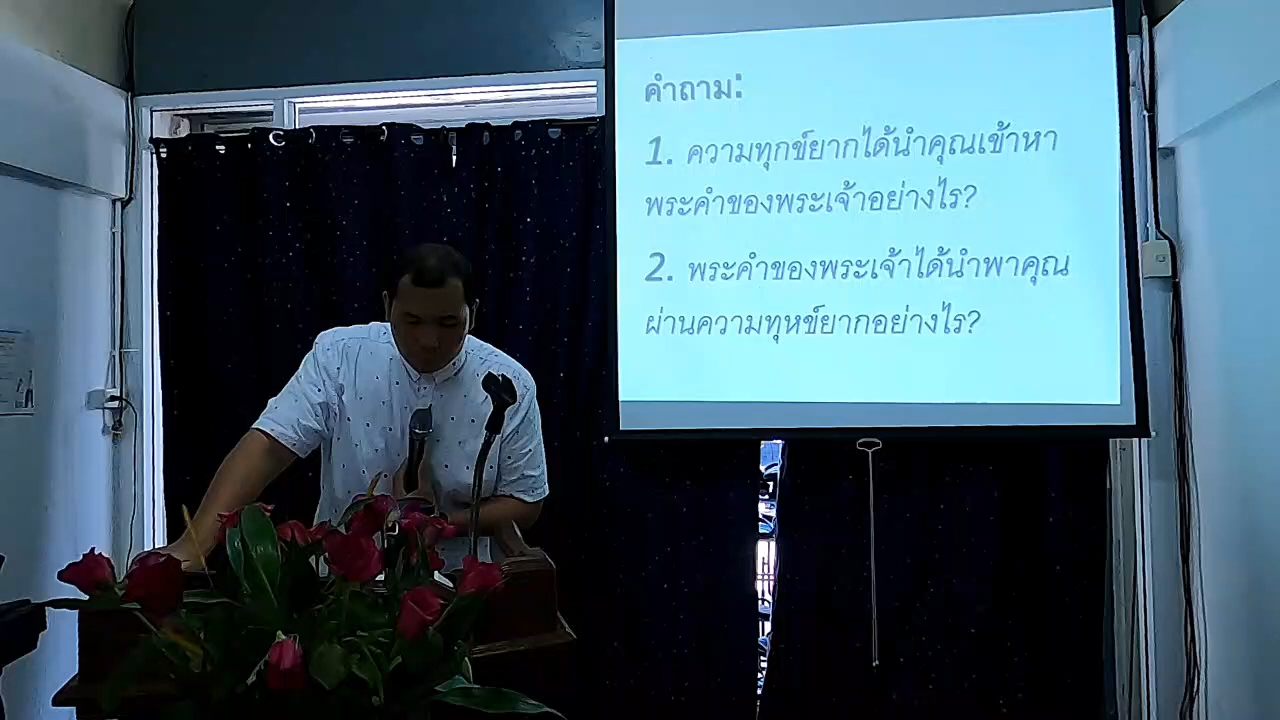 คำถาม:
1. ความทุกข์ยากได้นำคุณเข้าหา
พระคำของพระเจ้าอย่างไร?
2. พระคำของพระเจ้าได้นำพาคุณ
ผ่านความทุหข์ยากอย่างไร?